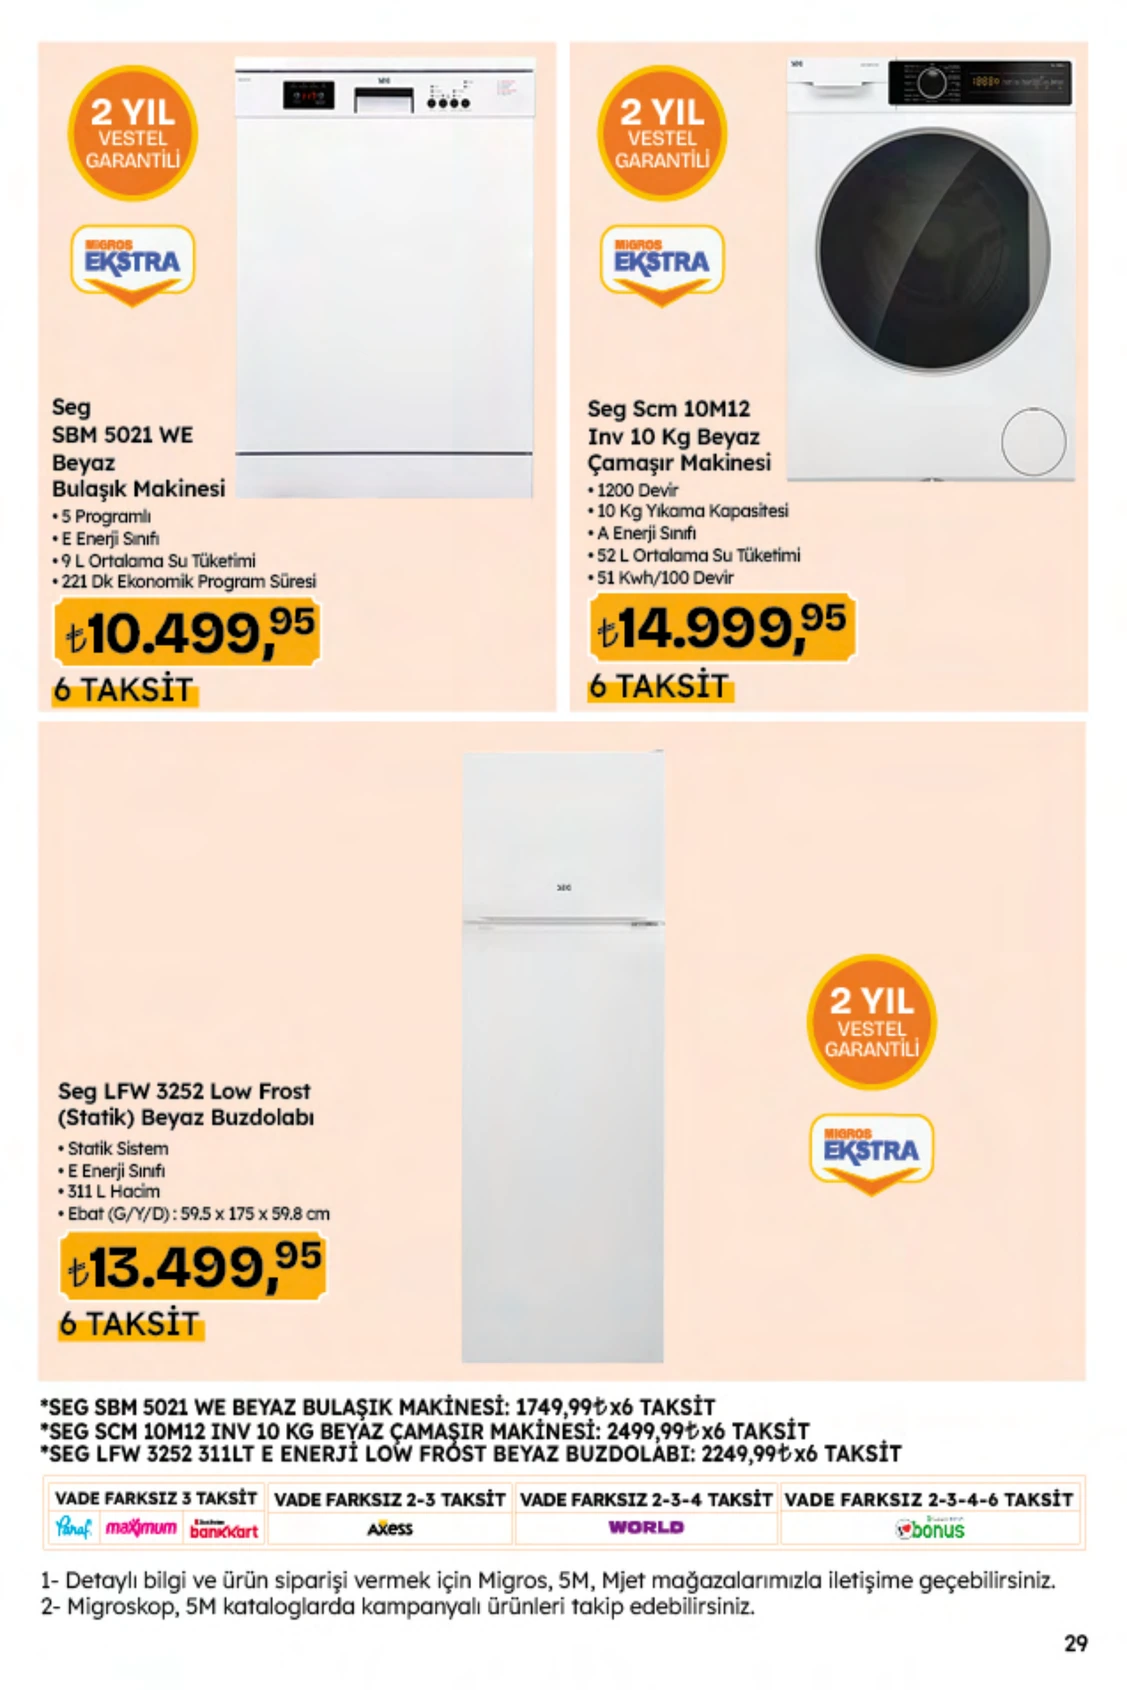 2 YIL
VESTEL
GARANTİLİ
MİGROS
EKSTRA
Seg
SBM 5021 WE
Beyaz
Bulaşık Makinesi
• 5 Programlı
• E Enerji Sınıfı
• 9 L Ortalama Su Tüketimi
• 221 Dk Ekonomik Program Süresi
₺10.499,95
6 TAKSİT
2 YIL
VESTEL
GARANTİLİ
MİGROS
EKSTRA
Seg Scm 10M12
Inv 10 Kg Beyaz
Çamaşır Makinesi
• 1200 Devir
• 10 Kg Yıkama Kapasitesi
• A Enerji Sınıfı
• 52 L Ortalama Su Tüketimi
• 51 Kwh/100 Devir
₺14.999,95
6 TAKSİT
SEG
Seg LFW 3252 Low Frost
(Statik) Beyaz Buzdolabı
• Statik Sistem
• E Enerji Sınıfı
• 311 L Hacim
• Ebat (G/Y/D) : 59.5 x 175 x 59.8 cm
₺13.499,95
6 TAKSİT
2 YIL
VESTEL
GARANTİLİ
MİGROS
EKSTRA
*SEG SBM 5021 WE BEYAZ BULAŞIK MAKİNESİ: 1749,99₺x6 TAKSİT
*SEG SCM 10M12 INV 10 KG BEYAZ ÇAMAŞIR MAKİNESİ: 2499,99₺x6 TAKSİT
*SEG LFW 3252 311LT E ENERJİ LOW FROST BEYAZ BUZDOLABI: 2249,99₺x6 TAKSİT
VADE FARKSIZ 3 TAKSİT VADE FARKSIZ 2-3 TAKSİT VADE FARKSIZ 2-3-4 TAKSİT VADE FARKSIZ 2-3-4-6 TAKSİT
Paraf maximum bankkart axess WORLD bonus
1- Detaylı bilgi ve ürün siparişi vermek için Migros, 5M, Mjet mağazalarımızla iletişime geçebilirsiniz.
2- Migroskop, 5M kataloglarda kampanyalı ürünleri takip edebilirsiniz.
29